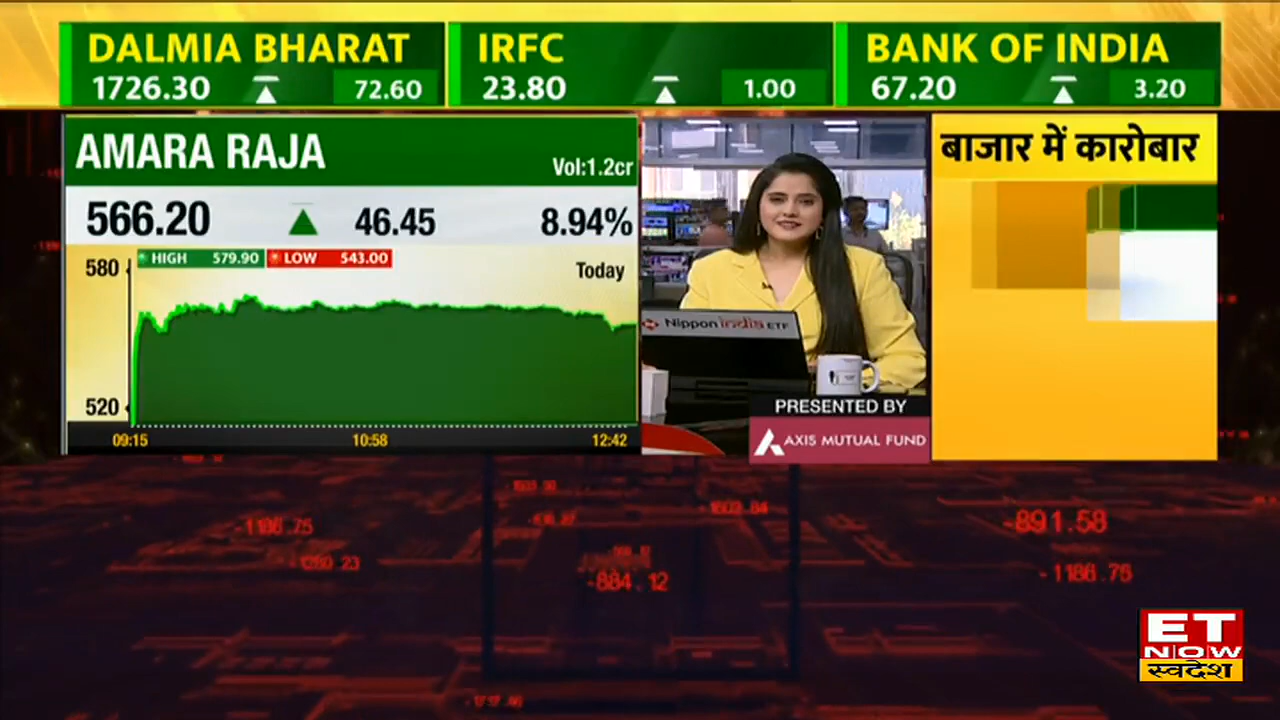 DALMIA BHARAT
1726.30 72.60
IRFC
23.80 1.00
BANK OF INDIA
67.20 3.20
AMARA RAJA
Vol:1.2cr
566.20 46.45 8.94%
HIGH 579.90 LOW 543.00
Today
580
520
09:15 10:58 12:42
Nippon india ETF
PRESENTED BY
AXIS MUTUAL FUND
बाजार में कारोबार
-1186.75
-891.58
-884.12
-1186.76
ET
NOW
स्वदेश